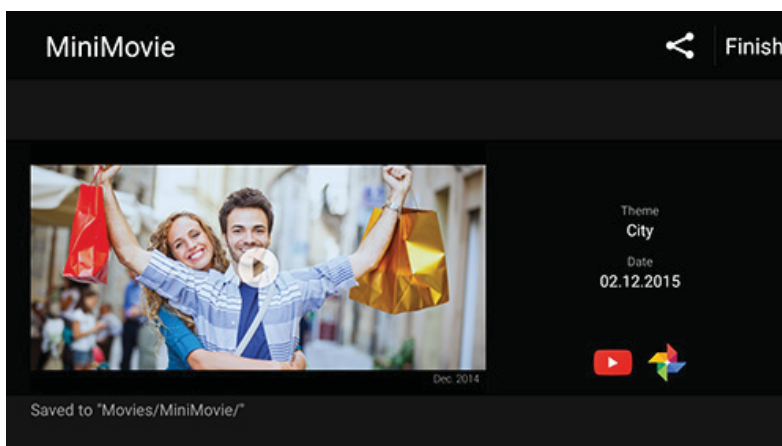 MiniMovie
Finish
Theme
City
Date
02.12.2015
Dec. 2014
Saved to "Movies/MiniMovie/"